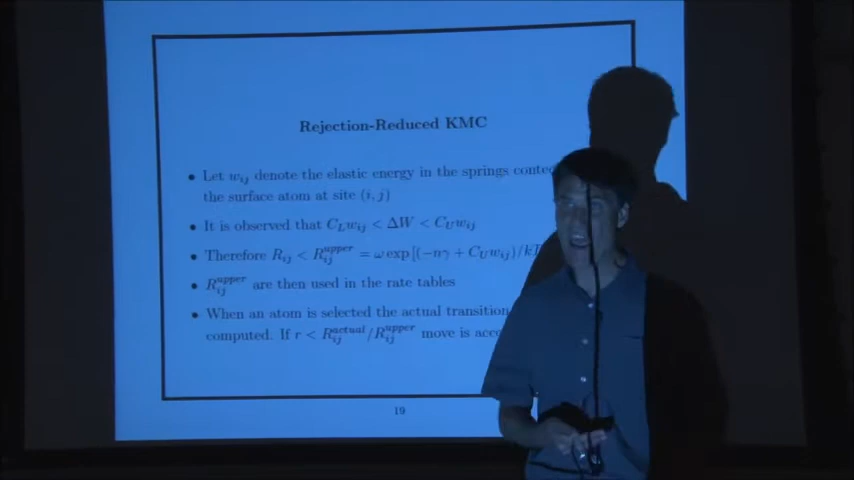 Rejection-Reduced KMC
• Let w_ij denote the elastic energy in the springs
the surface atom at site (i, j)
• It is observed that C_L w_ij < ΔW < C_U w_ij
• Therefore R_ij < R_ij^upper = ω exp[(−nγ + C_U w_ij)/
• R_ij^upper are then used in the rate tables
• When an atom is selected the actual transition
computed. If r < R_ij^actual/R_ij^upper move is
19